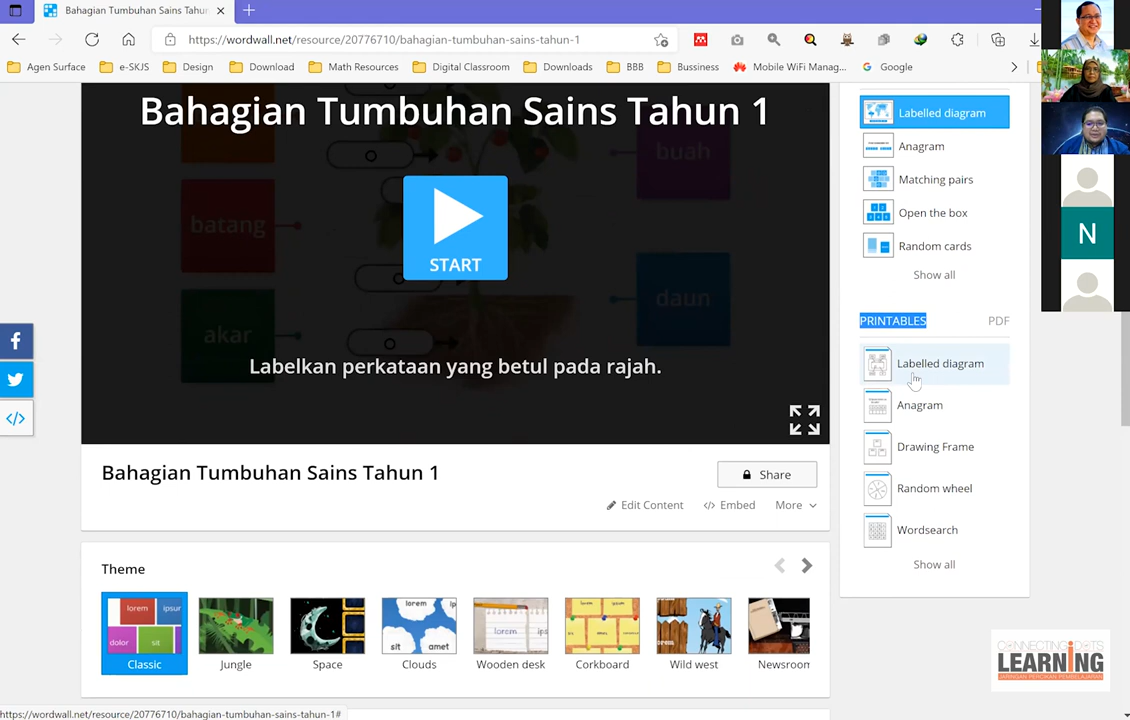 Bahagian Tumbuhan Sains Tahun
https://wordwall.net/resource/20776710/bahagian-tumbuhan-sains-tahun-1
Agen Surface
e-SKJS
Design
Download
Math Resources
Digital Classroom
Downloads
BBB
Bussiness
Mobile WiFi Manag...
Google
Bahagian Tumbuhan Sains Tahun 1
buah
batang
daun
akar
START
Labelkan perkataan yang betul pada rajah.
Labelled diagram
Anagram
Matching pairs
Open the box
Random cards
Show all
PRINTABLES PDF
Labelled diagram
Anagram
Drawing Frame
Random wheel
Wordsearch
Show all
N
Bahagian Tumbuhan Sains Tahun 1
Share
Edit Content
</> Embed
More
Theme
lorem
dolor
sit
sit
amet
lorem
Classic
Jungle
Space
Clouds
Wooden desk
Corkboard
Wild west
Newsroom
CONNECTING DOTS
LEARNING
JARINGAN PENDIDIKAN PEMBELAJARAN
https://wordwall.net/resource/20776710/bahagian-tumbuhan-sains-tahun-1#